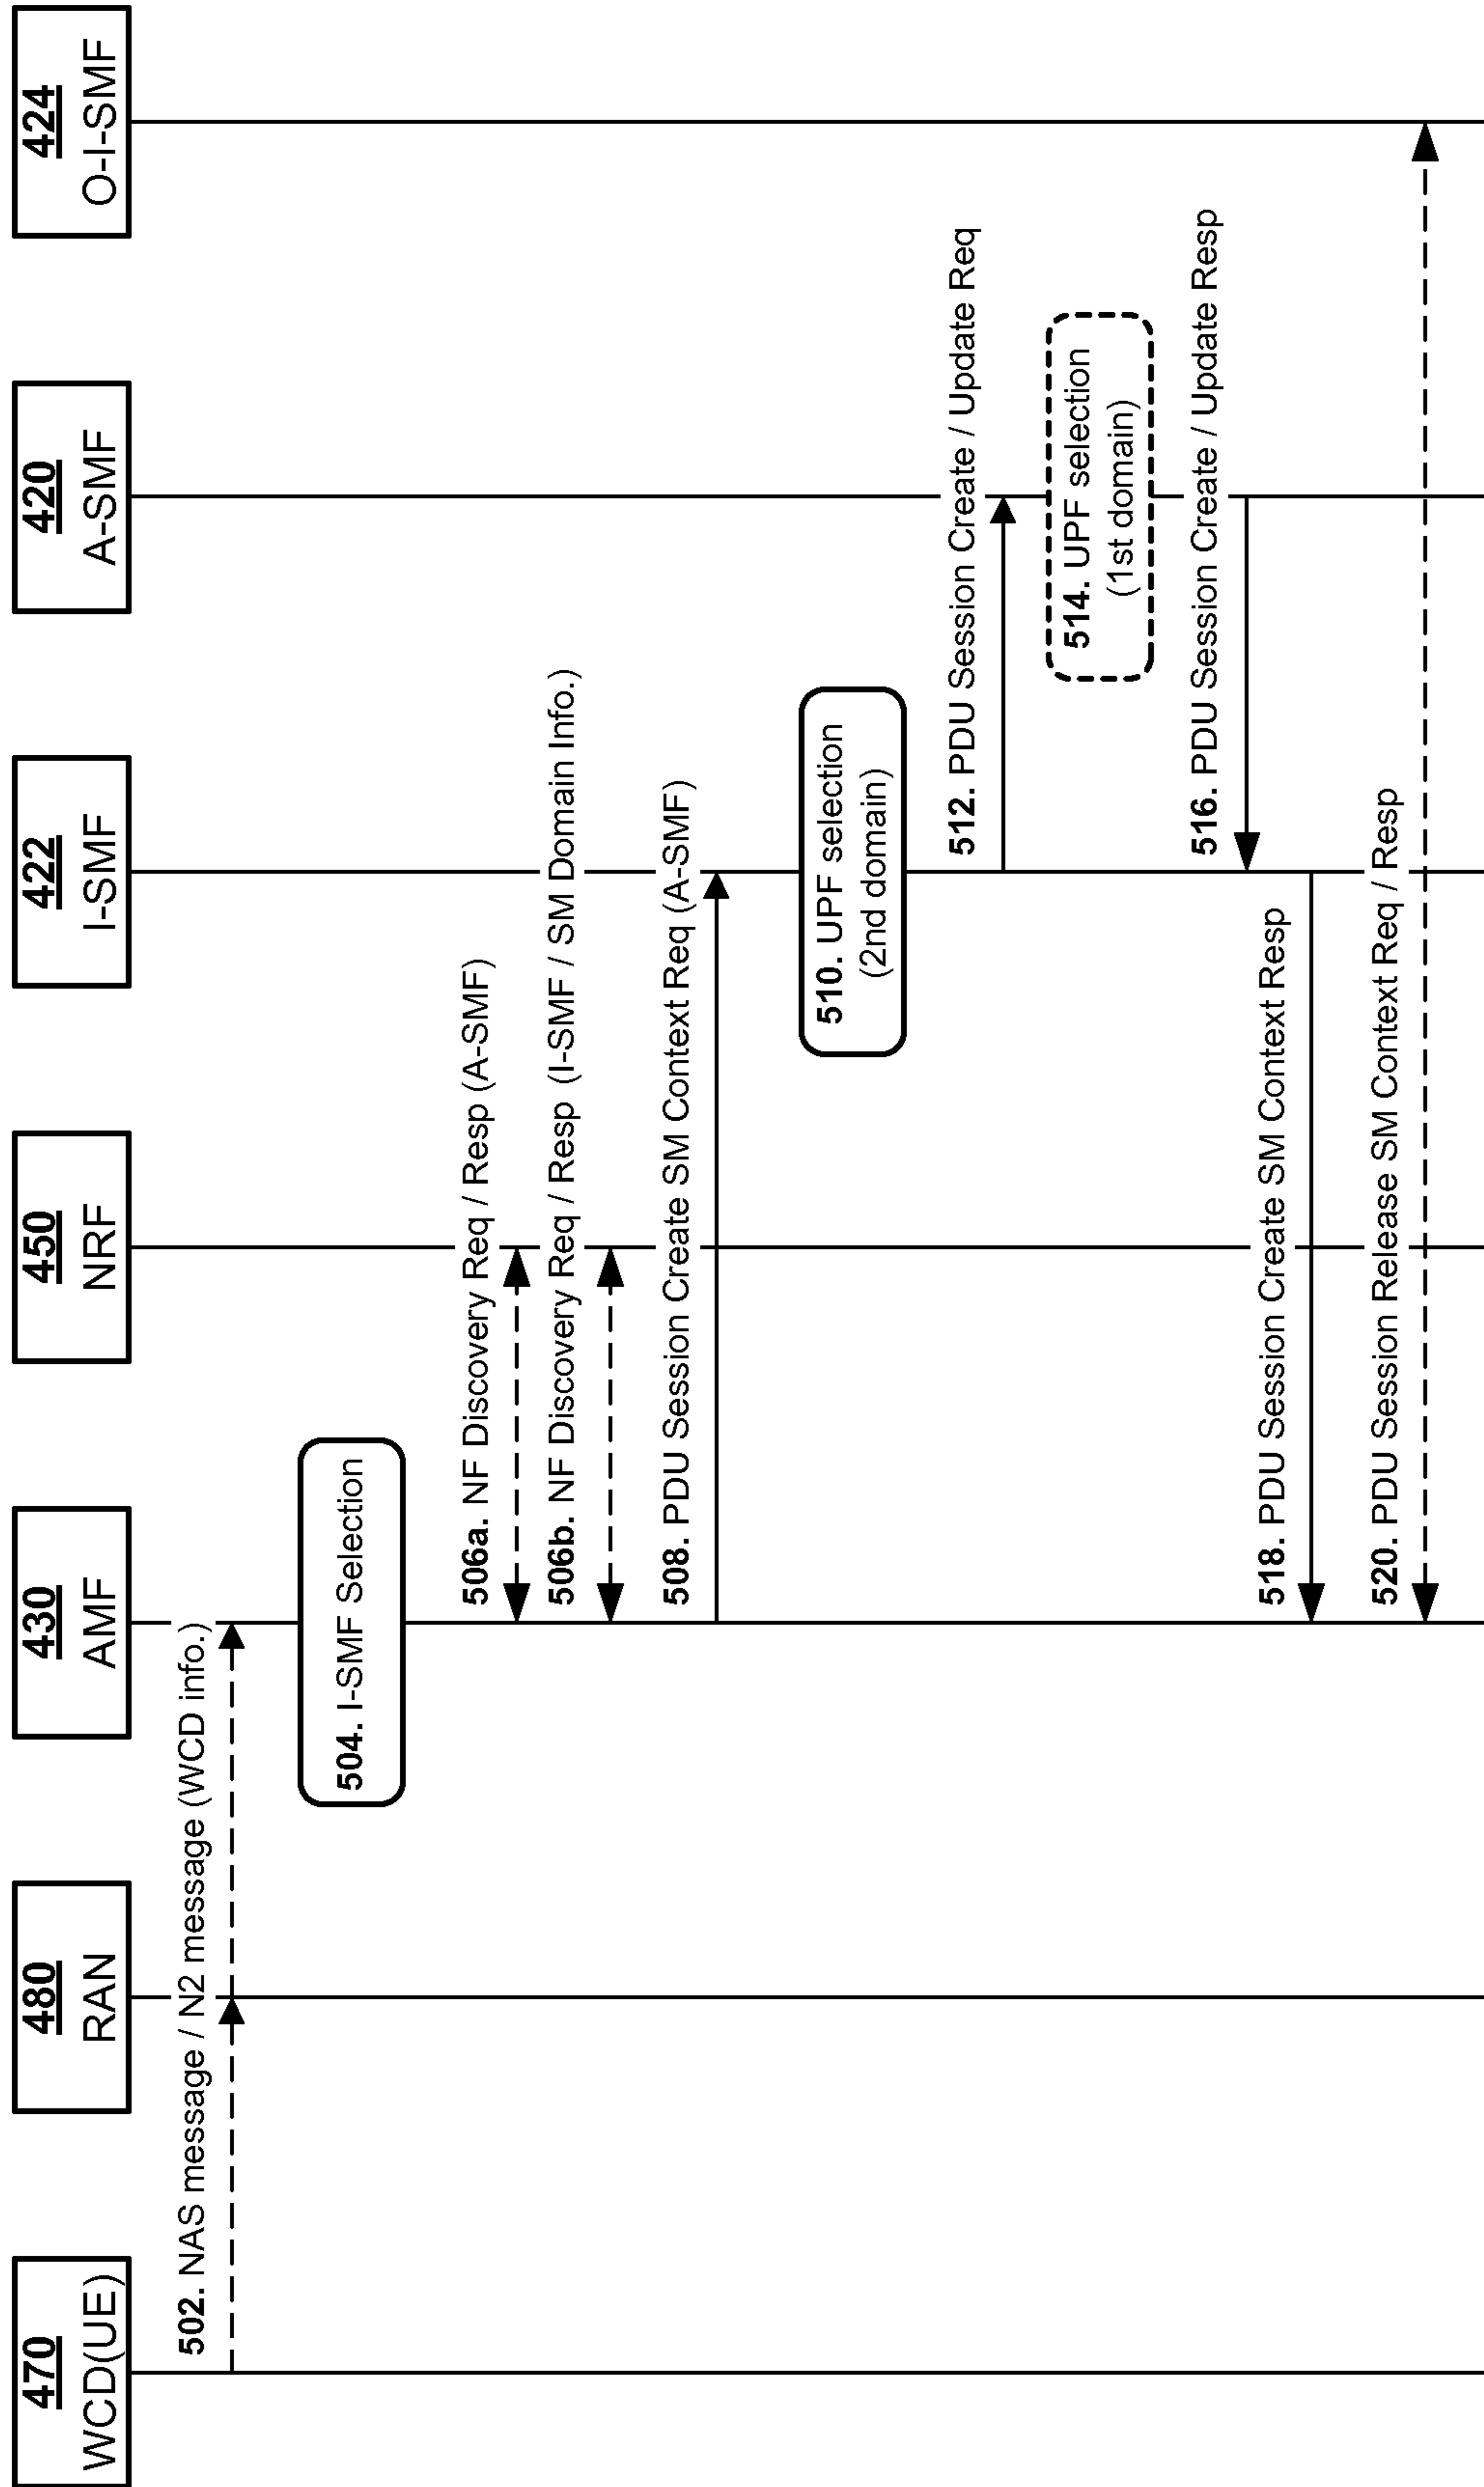 470
WCD(UE)
480
RAN
430
AMF
450
NRF
422
I-SMF
420
A-SMF
424
O-I-SMF
502. NAS message / N2 message (WCD info.)
504. I-SMF Selection
506a. NF Discovery Req / Resp (A-SMF)
506b. NF Discovery Req / Resp (I-SMF / SM Domain Info.)
508. PDU Session Create SM Context Req (A-SMF)
510. UPF selection
(2nd domain)
512. PDU Session Create / Update Req
514. UPF selection
(1st domain)
516. PDU Session Create / Update Resp
518. PDU Session Create SM Context Resp
520. PDU Session Release SM Context Req / Resp